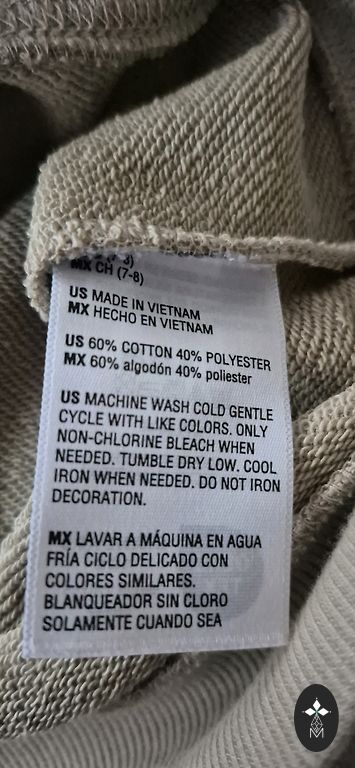 MX CH (7-8)
US MADE IN VIETNAM
MX HECHO EN VIETNAM
US 60% COTTON 40% POLYESTER
MX 60% algodón 40% poliester
US MACHINE WASH COLD GENTLE
CYCLE WITH LIKE COLORS. ONLY
NON-CHLORINE BLEACH WHEN
NEEDED. TUMBLE DRY LOW. COOL
IRON WHEN NEEDED. DO NOT IRON
DECORATION.
MX LAVAR A MÁQUINA EN AGUA
FRÍA CICLO DELICADO CON
COLORES SIMILARES.
BLANQUEADOR SIN CLORO
SOLAMENTE CUANDO SEA
M